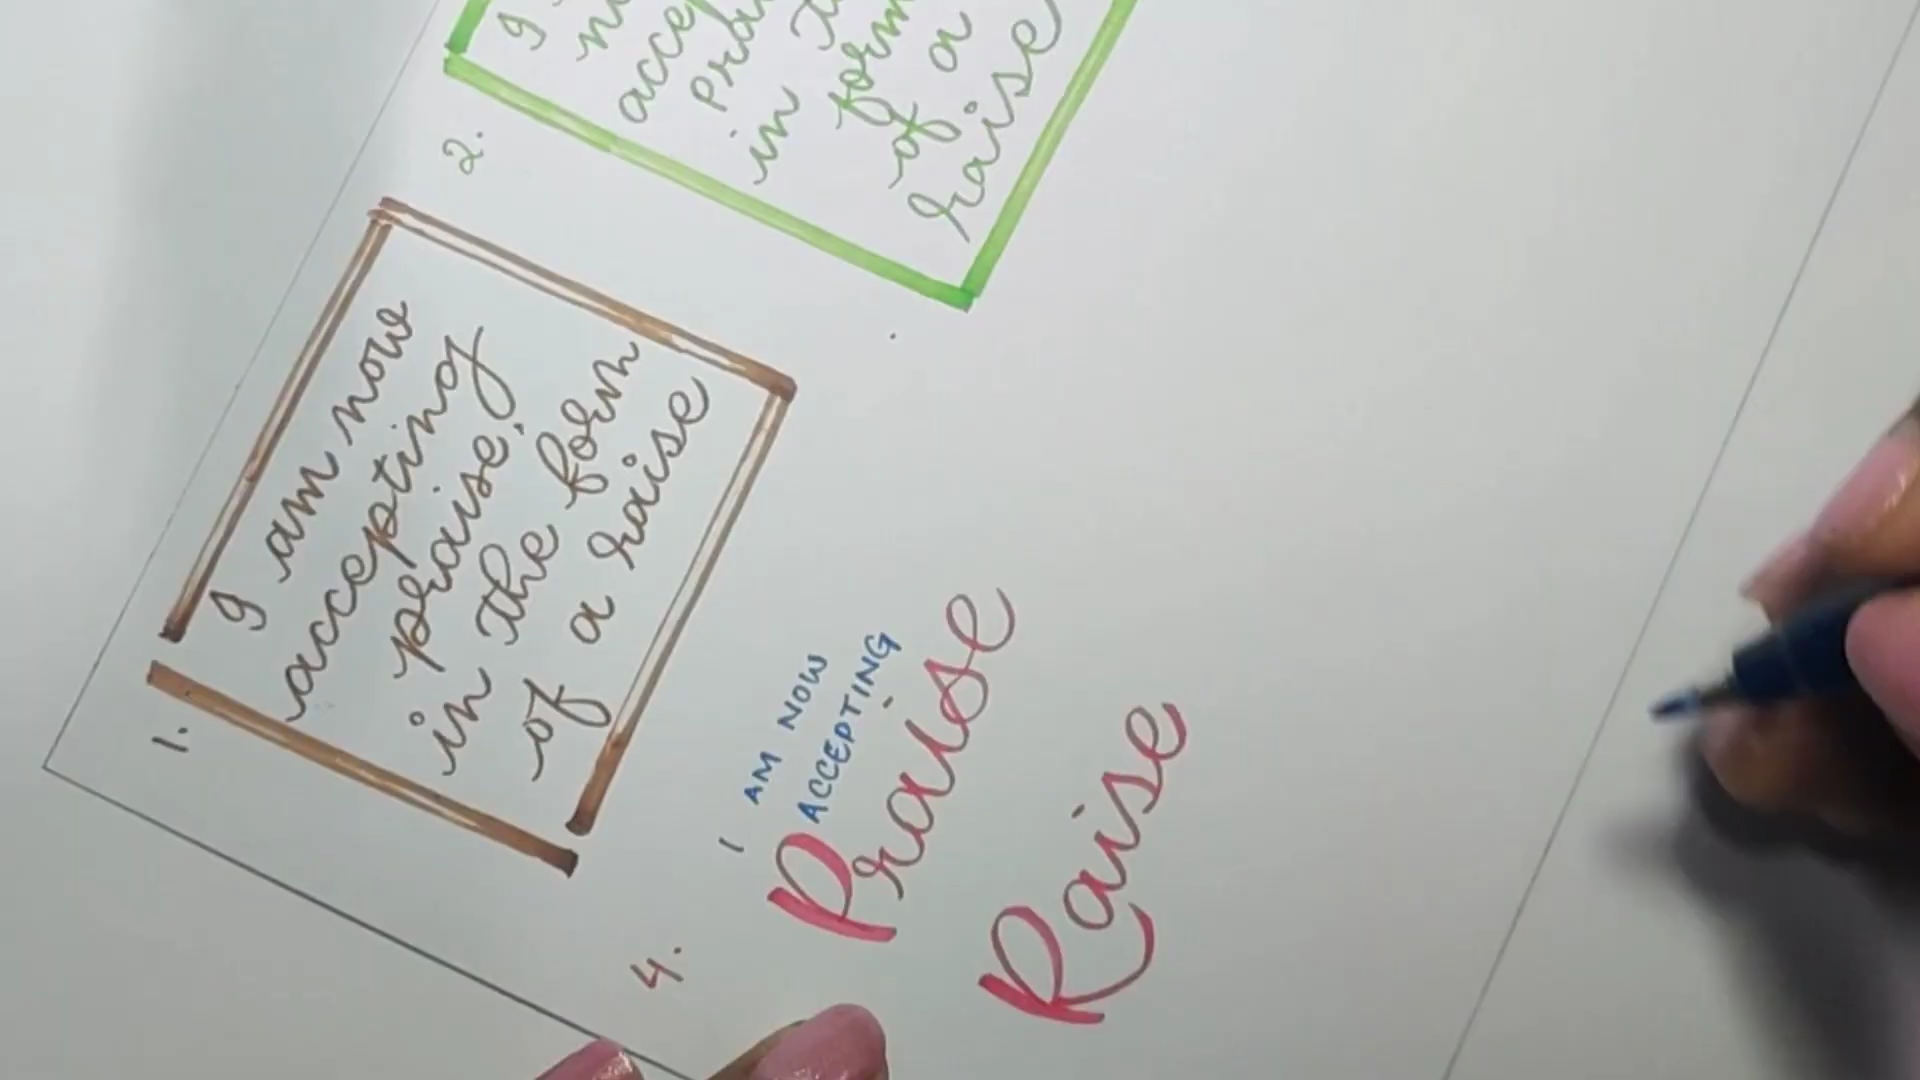 1.
I am now
accepting
praise
in the form
of a raise
2.
I
in
form
of a
raise
4.
I AM NOW
ACCEPTING
Praise
Raise